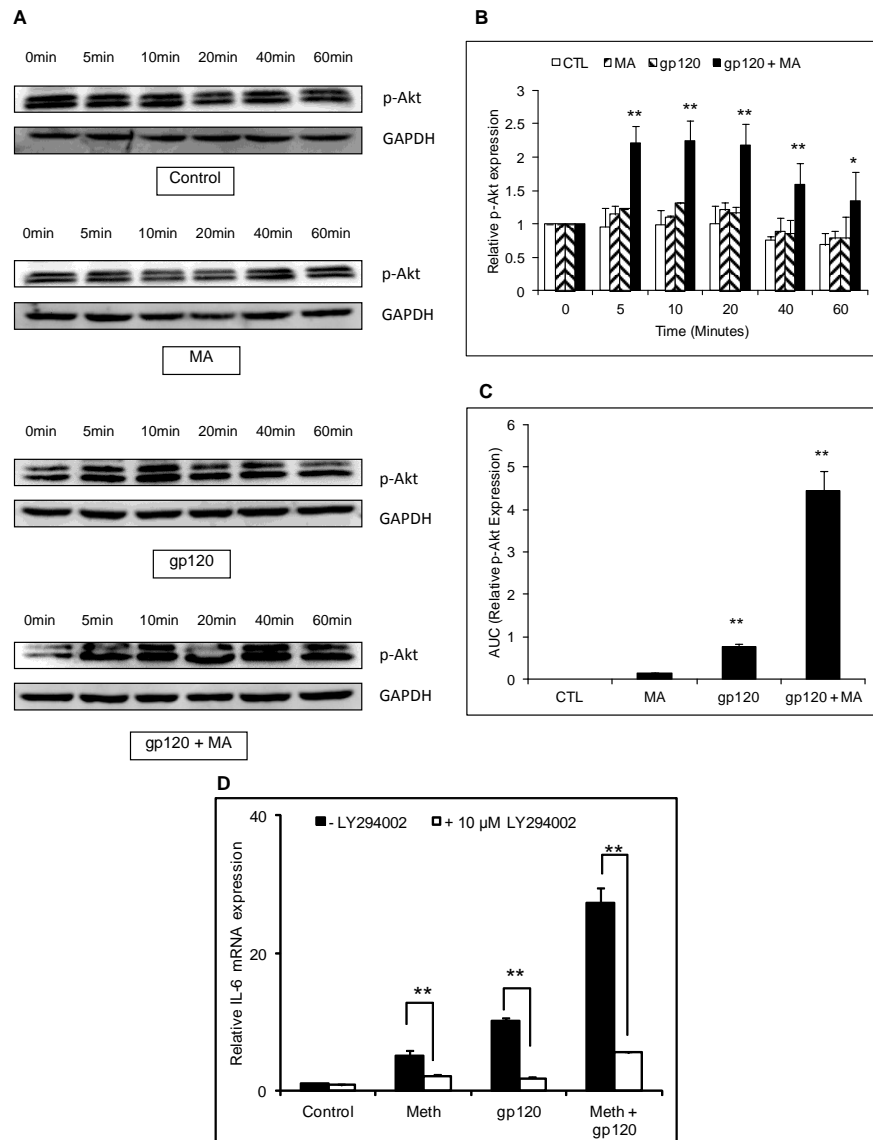 A
0min 5min 10min 20min 40min 60min
p-Akt
GAPDH
Control
0min 5min 10min 20min 40min 60min
p-Akt
GAPDH
MA
0min 5min 10min 20min 40min 60min
p-Akt
GAPDH
gp120
0min 5min 10min 20min 40min 60min
p-Akt
GAPDH
gp120 + MA
B
CTL MA gp120 gp120 + MA
Relative p-Akt expression
3
2.5
2
1.5
1
0.5
0
** ** ** ** *
0 5 10 20 40 60
Time (Minutes)
C
AUC (Relative p-Akt Expression)
6
5
4
3
2
1
0
** **
CTL MA gp120 gp120 + MA
D
- LY294002 + 10 µM LY294002
Relative IL-6 mRNA expression
40
20
0
** ** **
Control Meth gp120 Meth +
gp120